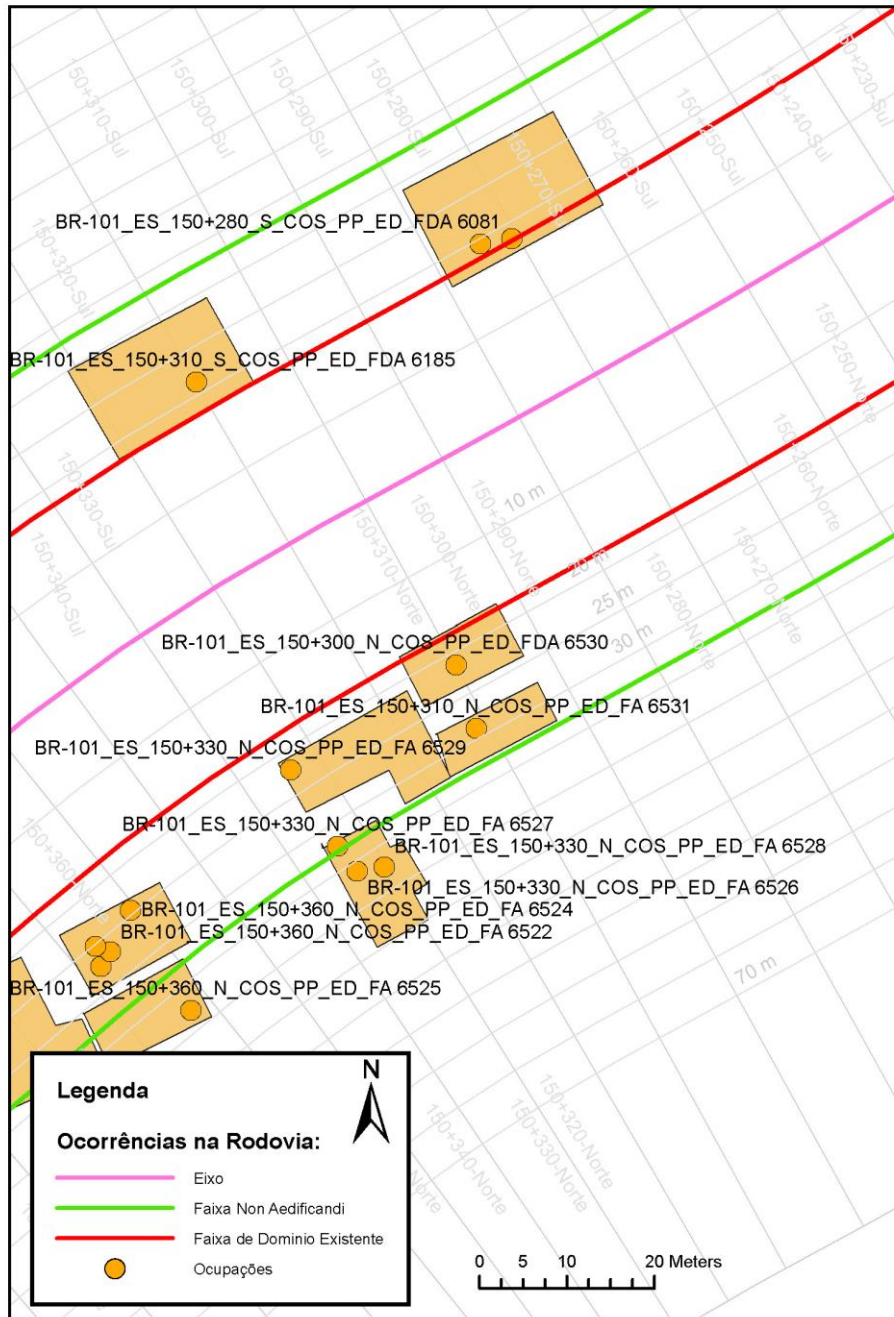 150+230-Sul
150+240-Sul
150+250-Sul
150+260-Sul
150+310-Sul
150+300-Sul
150+290-Sul
150+280-Sul
BR-101_ES_150+280_S_COS_PP_ED_FDA 6081
150+320-Sul
BR-101_ES_150+310_S_COS_PP_ED_FDA 6185
150+250-Norte
150+340-Sul
10 m
150+310-Norte
150+300-Norte
150+290-Norte
150+260-Norte
20 m
25 m
30 m
150+280-Norte
150+270-Norte
BR-101_ES_150+300_N_COS_PP_ED_FDA 6530
BR-101_ES_150+310_N_COS_PP_ED_FA 6531
BR-101_ES_150+330_N_COS_PP_ED_FA 6529
BR-101_ES_150+330_N_COS_PP_ED_FA 6527
BR-101_ES_150+330_N_COS_PP_ED_FA 6528
BR-101_ES_150+330_N_COS_PP_ED_FA 6526
150+360-Norte
BR-101_ES_150+360_N_COS_PP_ED_FA 6524
BR-101_ES_150+360_N_COS_PP_ED_FA 6522
70 m
BR-101_ES_150+360_N_COS_PP_ED_FA 6525
150+340-Norte
150+330-Norte
150+320-Norte
N
Legenda
Ocorrências na Rodovia:
Eixo
Faixa Non Aedificandi
Faixa de Dominio Existente
Ocupações
0 5 10 20 Meters